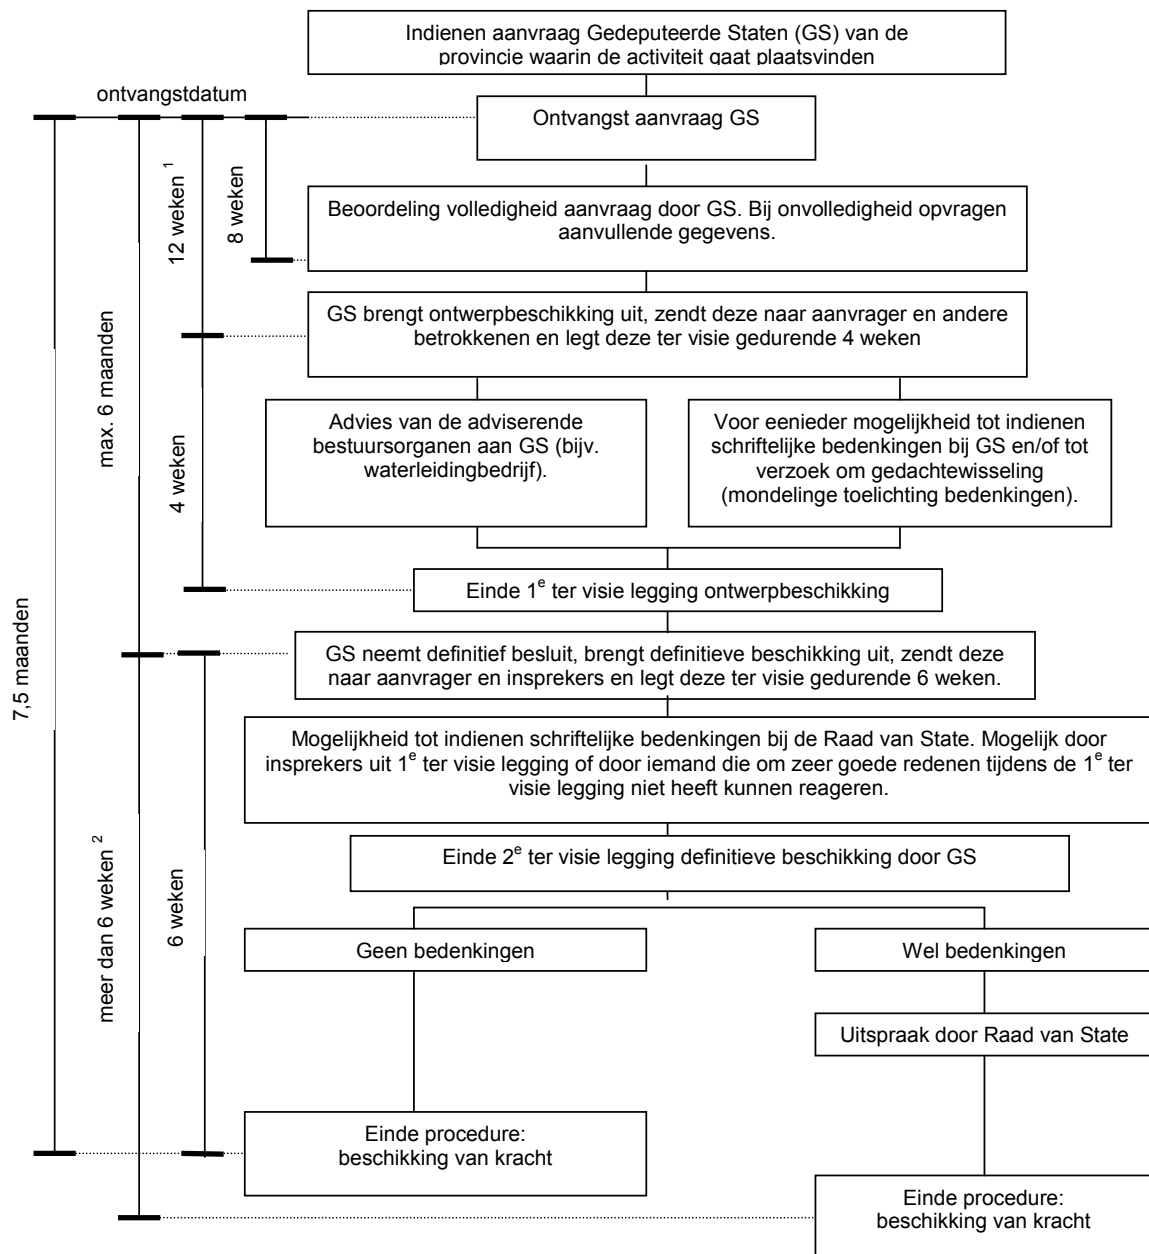 Indienen aanvraag Gedeputeerde Staten (GS) van de
provincie waarin de activiteit gaat plaatsvinden
ontvangstdatum
Ontvangst aanvraag GS
12 weken 1
8 weken
Beoordeling volledigheid aanvraag door GS. Bij onvolledigheid opvragen
aanvullende gegevens.
max. 6 maanden
GS brengt ontwerpbeschikking uit, zendt deze naar aanvrager en andere
betrokkenen en legt deze ter visie gedurende 4 weken
4 weken
Advies van de adviserende
bestuursorganen aan GS (bijv.
waterleidingbedrijf).
Voor eenieder mogelijkheid tot indienen
schriftelijke bedenkingen bij GS en/of tot
verzoek om gedachtewisseling
(mondelinge toelichting bedenkingen).
Einde 1e ter visie legging ontwerpbeschikking
7,5 maanden
GS neemt definitief besluit, brengt definitieve beschikking uit, zendt deze
naar aanvrager en insprekers en legt deze ter visie gedurende 6 weken.
Mogelijkheid tot indienen schriftelijke bedenkingen bij de Raad van State. Mogelijk door
insprekers uit 1e ter visie legging of door iemand die om zeer goede redenen tijdens de 1e ter
visie legging niet heeft kunnen reageren.
meer dan 6 weken 2
6 weken
Einde 2e ter visie legging definitieve beschikking door GS
Geen bedenkingen
Wel bedenkingen
Uitspraak door Raad van State
Einde procedure:
beschikking van kracht
Einde procedure:
beschikking van kracht